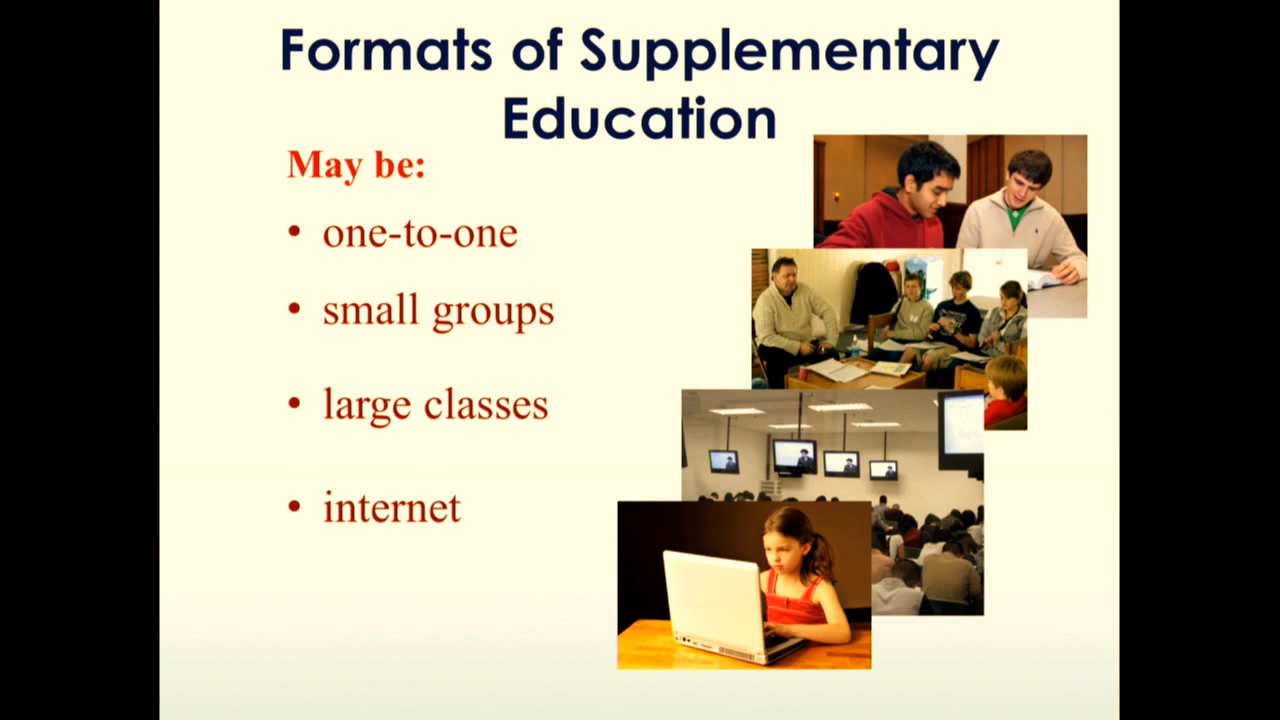 Formats of Supplementary
Education
May be:
• one-to-one
• small groups
• large classes
• internet